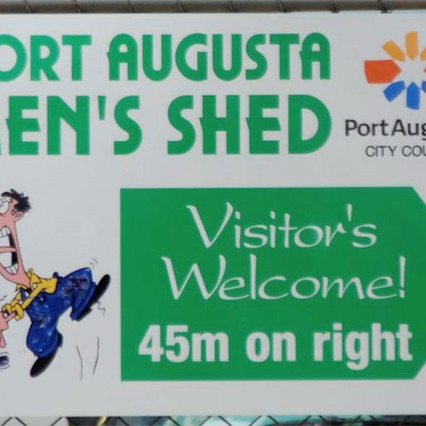 ORT AUGUSTA
EN'S SHED
Port Aug
CITY COU
Visitor's
Welcome!
45m on right